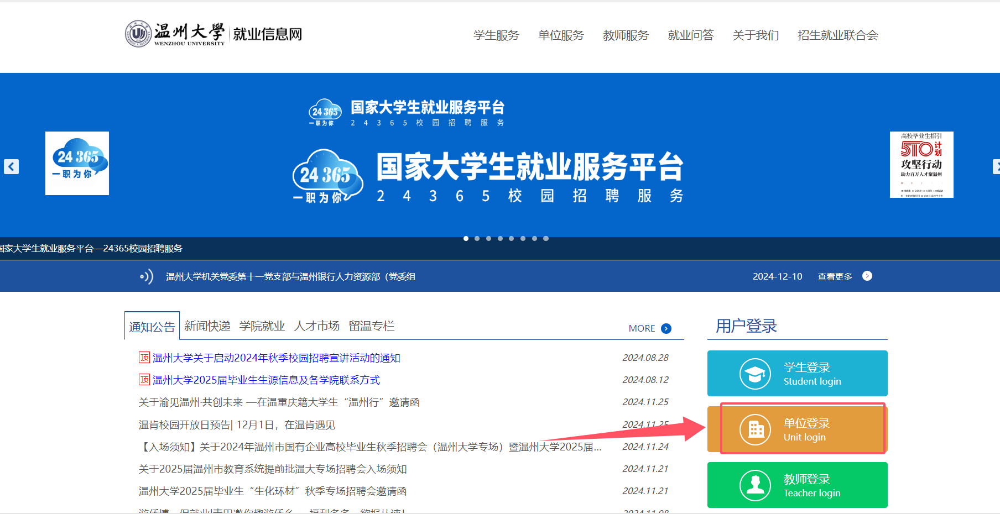 温州大学 就业信息网
WENZHOU UNIVERSITY
学生服务 单位服务 教师服务 就业问答 关于我们 招生就业联合会
24 365 国家大学生就业服务平台
一职为你 24365校园招聘服务
24 365
一职为你
24 365 国家大学生就业服务平台
一职为你 24365校园招聘服务
高校毕业生招引
510计划
攻坚行动
助力百万人才聚温州
国家大学生就业服务平台—24365校园招聘服务
温州大学机关党委第十一党支部与温州银行人力资源部（党委组 2024-12-10 查看更多
通知公告 新闻快递 学院就业 人才市场 留温专栏 MORE
顶 温州大学关于启动2024年秋季校园招聘宣讲活动的通知 2024.08.28
顶 温州大学2025届毕业生生源信息及各学院联系方式 2024.08.12
关于渝见温州·共创未来 —在温重庆籍大学生“温州行”邀请函 2024.11.25
温肯校园开放日预告| 12月1日，在温肯遇见 2024.11.25
【入场须知】关于2024年温州市国有企业高校毕业生秋季招聘会（温州大学专场）暨温州大学2025届... 2024.11.24
关于2025届温州市教育系统提前批温大专场招聘会入场须知 2024.11.21
温州大学2025届毕业生“生化环材”秋季专场招聘会邀请函 2024.11.21
用户登录
学生登录
Student login
单位登录
Unit login
教师登录
Teacher login